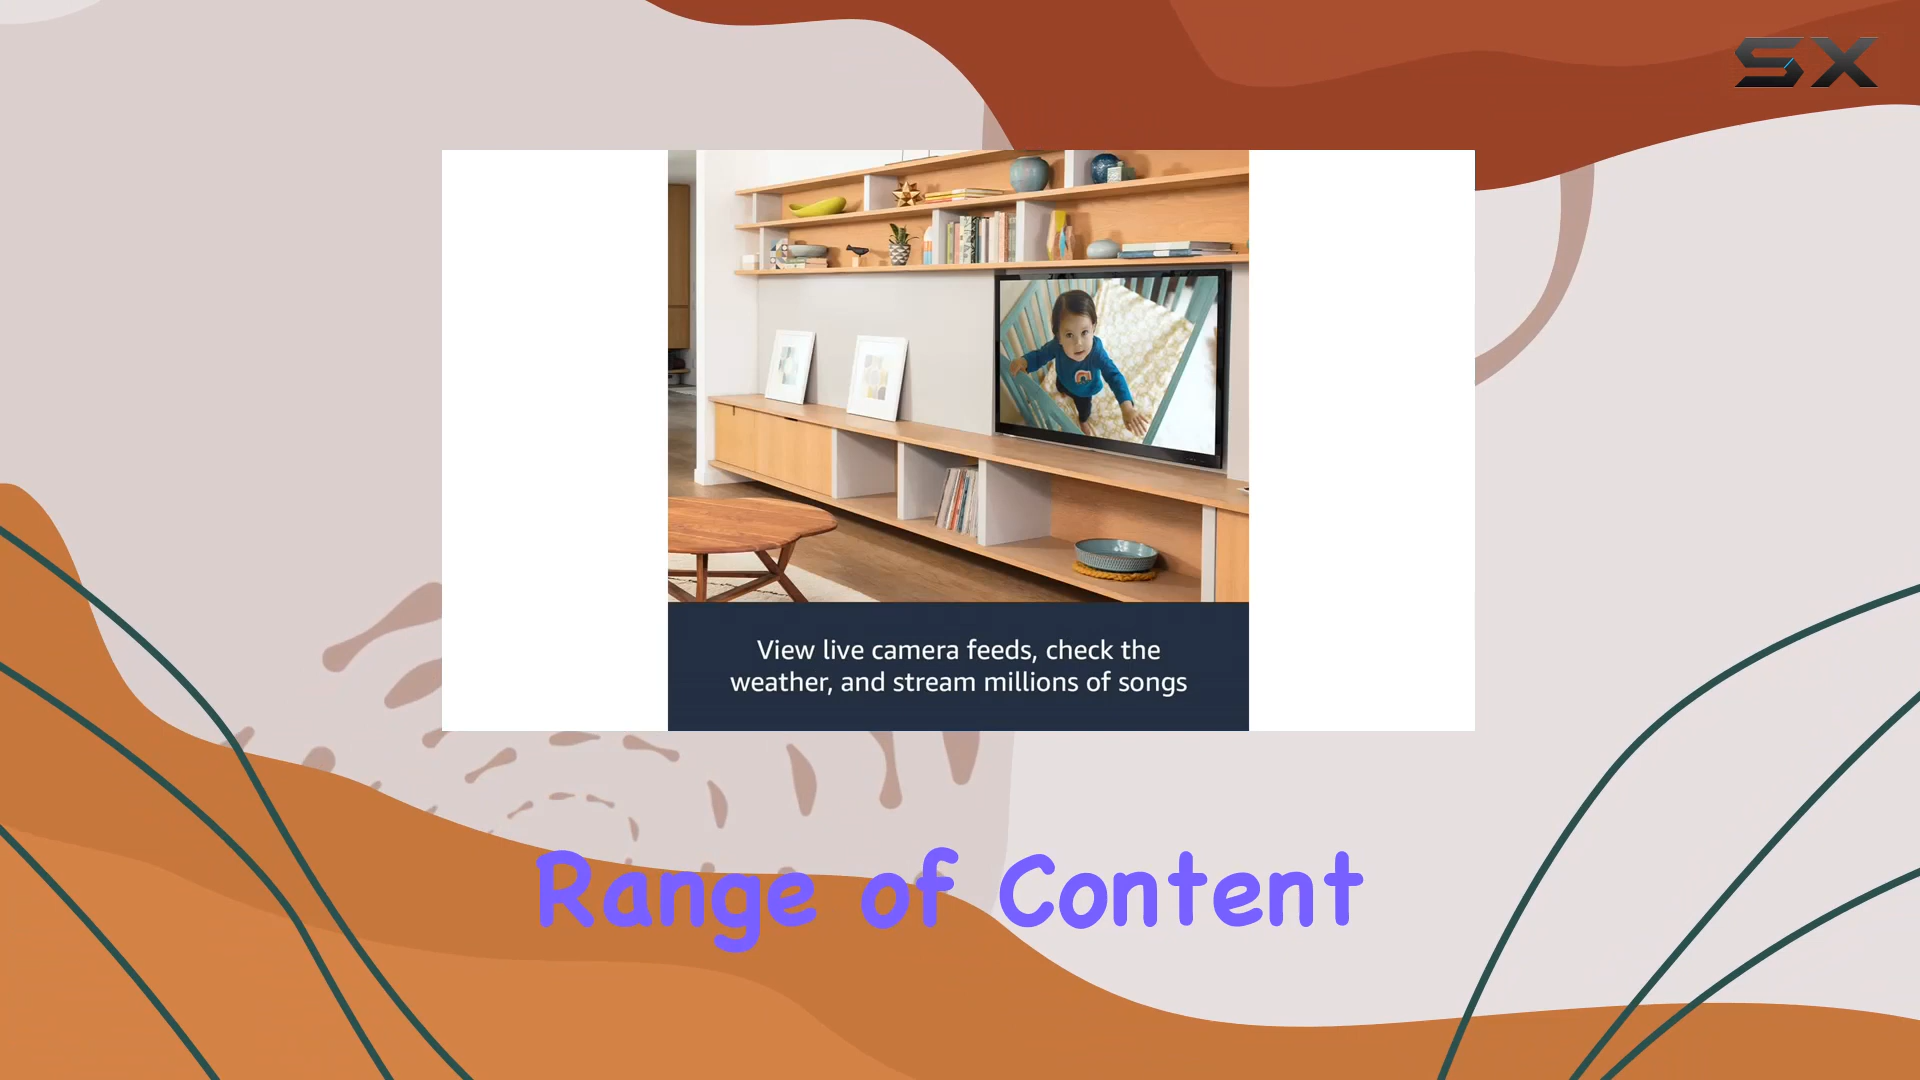 SX
View live camera feeds, check the
weather, and stream millions of songs
Range of Content